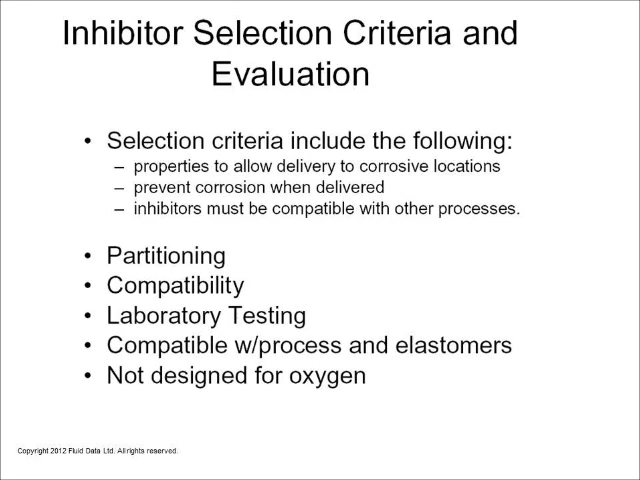 Inhibitor Selection Criteria and
Evaluation
• Selection criteria include the following:
– properties to allow delivery to corrosive locations
– prevent corrosion when delivered
– inhibitors must be compatible with other processes.
• Partitioning
• Compatibility
• Laboratory Testing
• Compatible w/process and elastomers
• Not designed for oxygen
Copyright 2012 Fluid Data Ltd. All rights reserved.